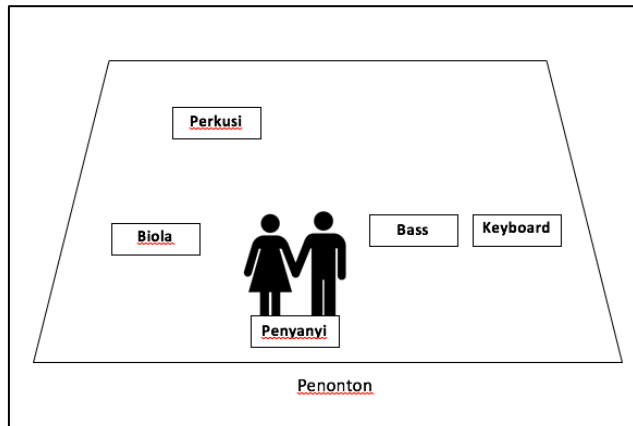 Perkusi
Biola
Bass
Keyboard
Penyanyi
Penonton